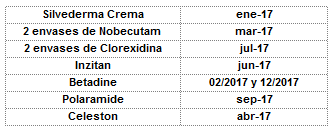 Silvederma Crema ene-17
2 envases de Nobecutam mar-17
2 envases de Clorexidina jul-17
Inzitan jun-17
Betadine 02/2017 y 12/2017
Polaramide sep-17
Celeston abr-17